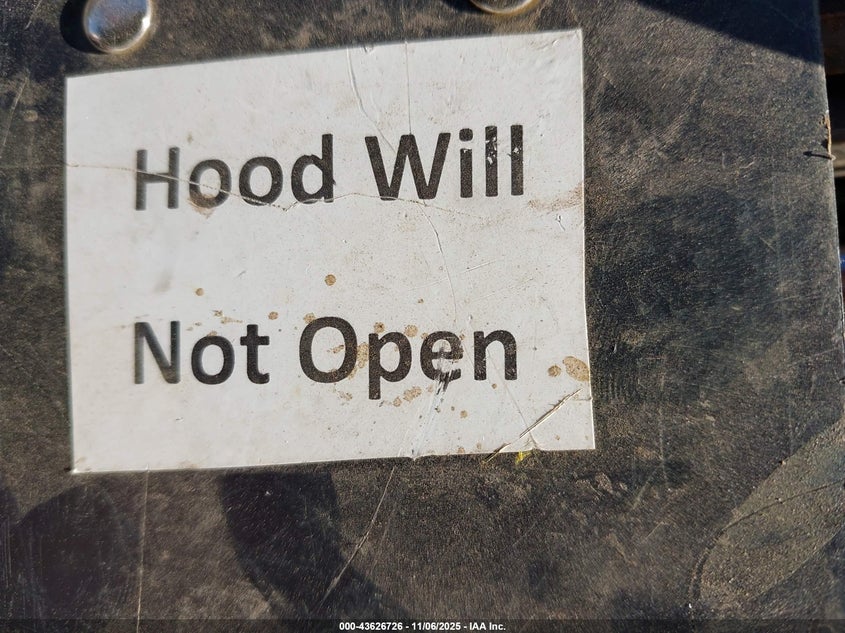 Hood Will
Not Open
000-43626726 - 11/06/2025 - IAA Inc.